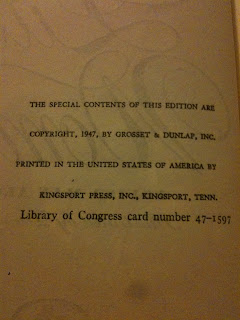 THE SPECIAL CONTENTS OF THIS EDITION ARE
COPYRIGHT, 1947, BY GROSSET & DUNLAP, INC.
PRINTED IN THE UNITED STATES OF AMERICA BY
KINGSPORT PRESS, INC., KINGSPORT, TENN.
Library of Congress card number 47-1597